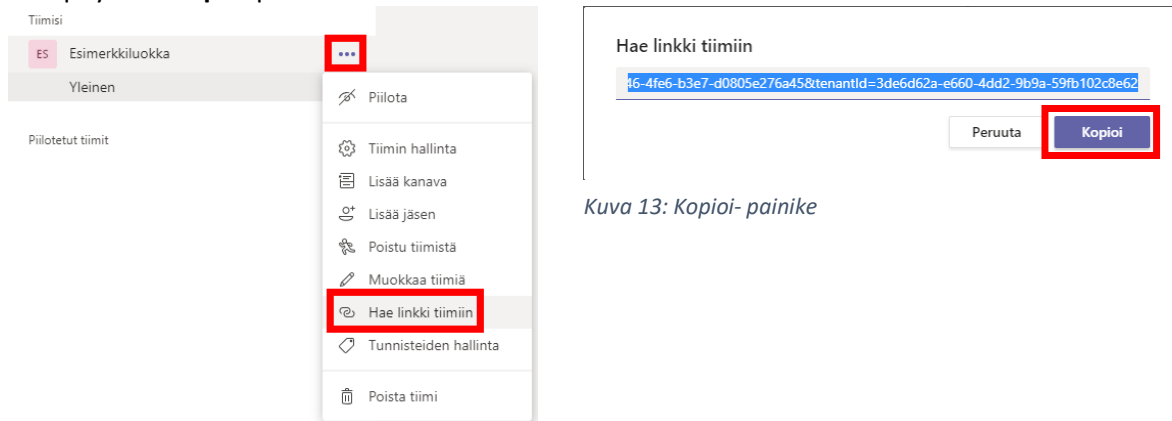 Tiimisi
ES Esimerkkiluokka
Yleinen
Piilotetut tiimit
Piilota
Tiimin hallinta
Lisää kanava
Lisää jäsen
Poistu tiimistä
Muokkaa tiimiä
Hae linkki tiimiin
Tunnisteiden hallinta
Poista tiimi
Hae linkki tiimiin
46-4fe6-b3e7-d0805e276a45&tenantId=3de6d62a-e660-4dd2-9b9a-59fb102c8e62
Peruuta Kopioi
Kuva 13: Kopioi- painike